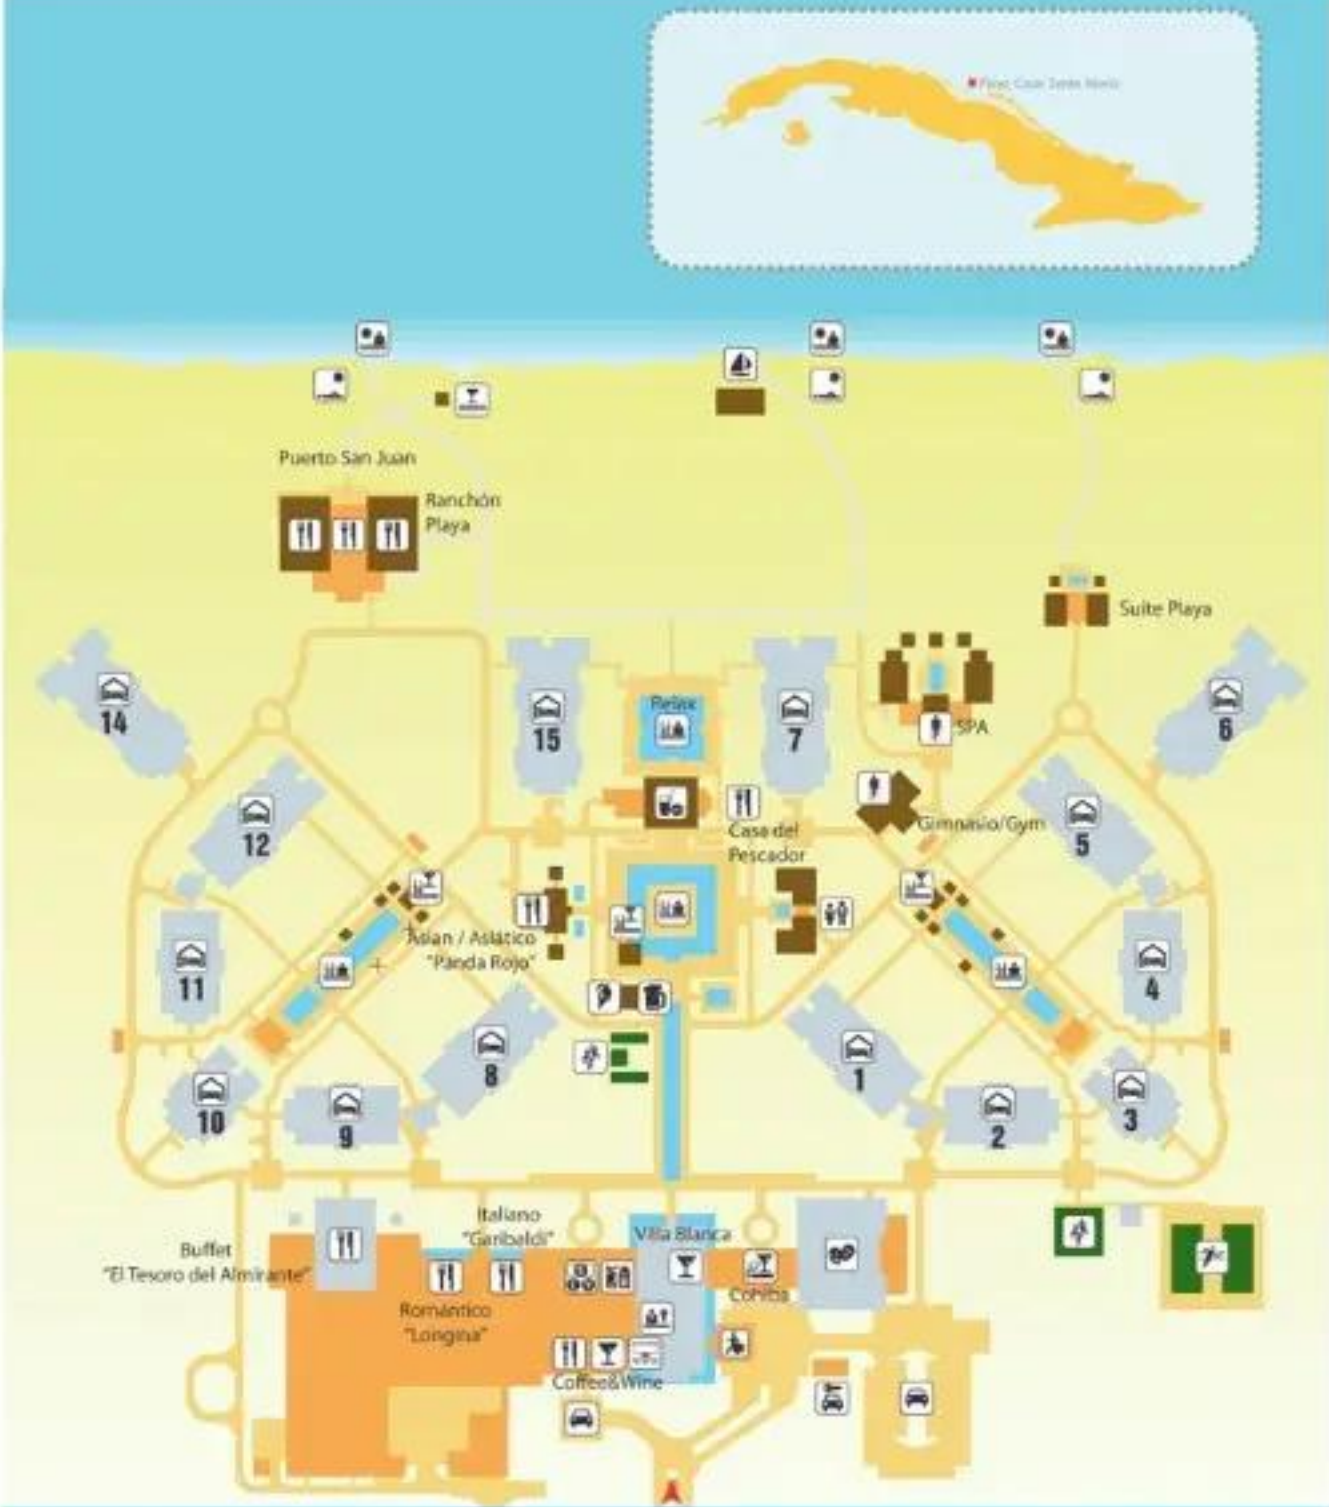 Puerto San Juan
Ranchón
Playa
Suite Playa
14
15
Relax
7
SPA
6
12
Casa del
Pescador
Gimnasio/Gym
5
11
Asian / Asiático
"Panda Rojo"
4
10
9
8
1
2
3
Buffet
"El Tesoro del Almirante"
Italiano
"Garibaldi"
Villa Blanca
Romántico
"Longina"
Cohiba
Coffee&Wine